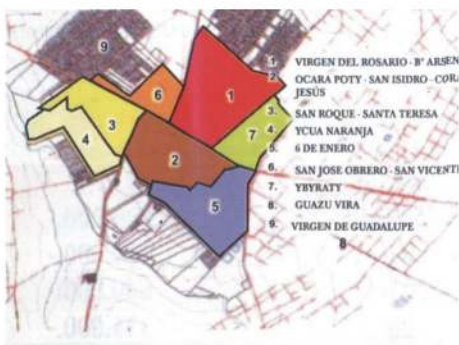 9
6
1
3
7
4
2
5
8
1. VIRGEN DEL ROSARIO - Bº ARSEN
2. OCARA POTY - SAN ISIDRO - CORA
JESÚS
3. SAN ROQUE - SANTA TERESA
4. YCUA NARANJA
5. 6 DE ENERO
6. SAN JOSE OBRERO - SAN VICENTE
7. YBYRATY
8. GUAZU VIRA
9. VIRGEN DE GUADALUPE